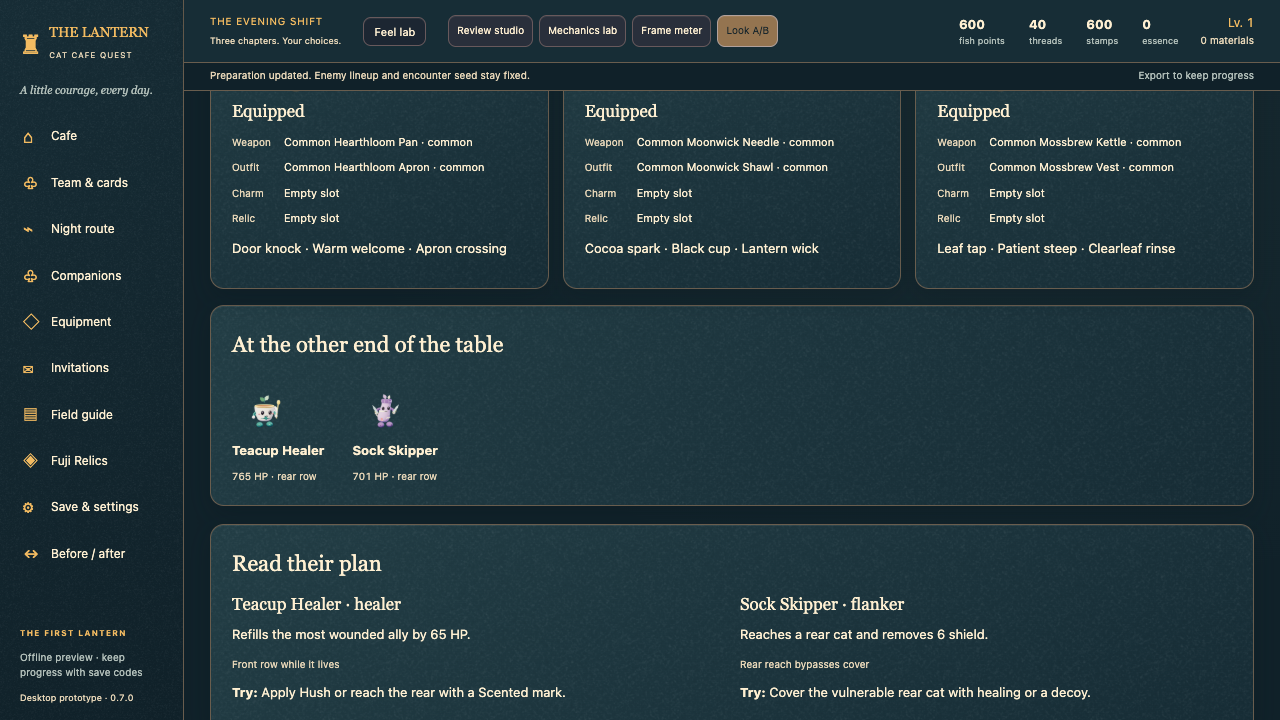 THE LANTERN
CAT CAFE QUEST
A little courage, every day.
Cafe
Team & cards
Night route
Companions
Equipment
Invitations
Field guide
Fuji Relics
Save & settings
Before / after
THE FIRST LANTERN
Offline preview · keep
progress with save codes
Desktop prototype · 0.7.0
THE EVENING SHIFT
Three chapters. Your choices.
Feel lab
Review studio
Mechanics lab
Frame meter
Look A/B
600
fish points
40
threads
600
stamps
0
essence
Lv. 1
0 materials
Preparation updated. Enemy lineup and encounter seed stay fixed.
Export to keep progress
Equipped
Weapon Common Hearthloom Pan · common
Outfit Common Hearthloom Apron · common
Charm Empty slot
Relic Empty slot
Door knock · Warm welcome · Apron crossing
Equipped
Weapon Common Moonwick Needle · common
Outfit Common Moonwick Shawl · common
Charm Empty slot
Relic Empty slot
Cocoa spark · Black cup · Lantern wick
Equipped
Weapon Common Mossbrew Kettle · common
Outfit Common Mossbrew Vest · common
Charm Empty slot
Relic Empty slot
Leaf tap · Patient steep · Clearleaf rinse
At the other end of the table
Teacup Healer
765 HP · rear row
Sock Skipper
701 HP · rear row
Read their plan
Teacup Healer · healer
Refills the most wounded ally by 65 HP.
Front row while it lives
Try: Apply Hush or reach the rear with a Scented mark.
Sock Skipper · flanker
Reaches a rear cat and removes 6 shield.
Rear reach bypasses cover
Try: Cover the vulnerable rear cat with healing or a decoy.